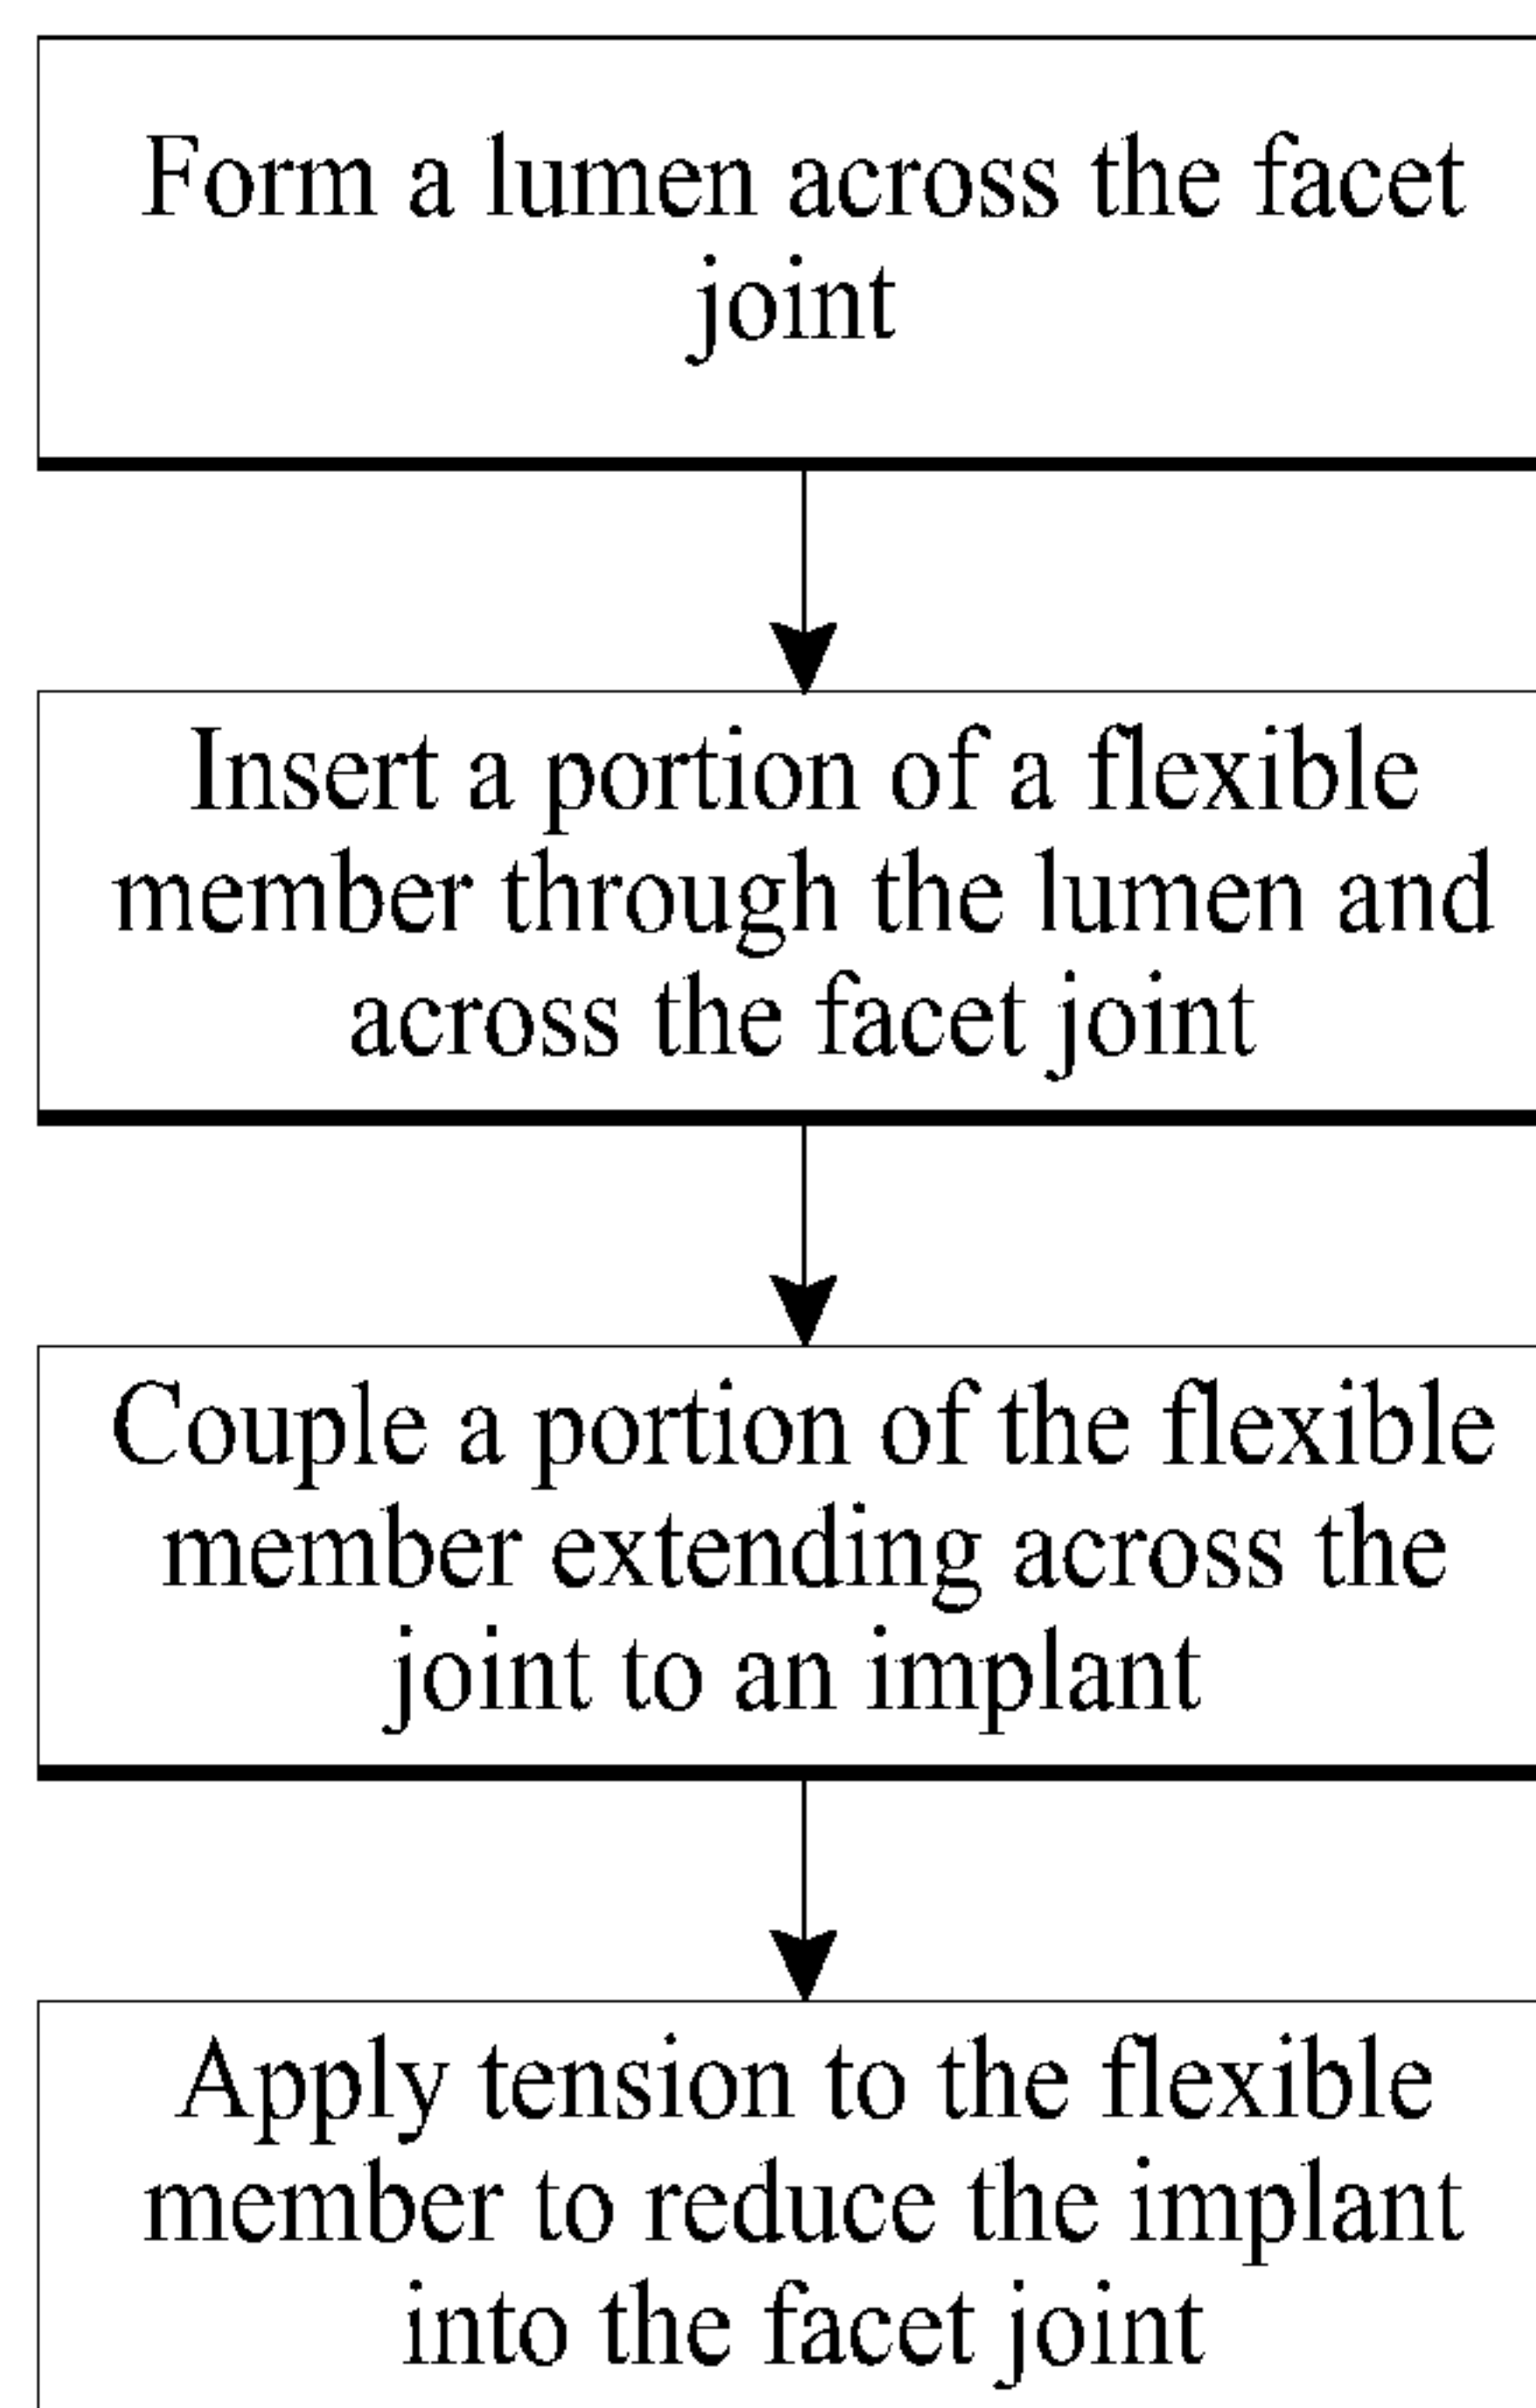 Form a lumen across the facet
joint
Insert a portion of a flexible
member through the lumen and
across the facet joint
Couple a portion of the flexible
member extending across the
joint to an implant
Apply tension to the flexible
member to reduce the implant
into the facet joint